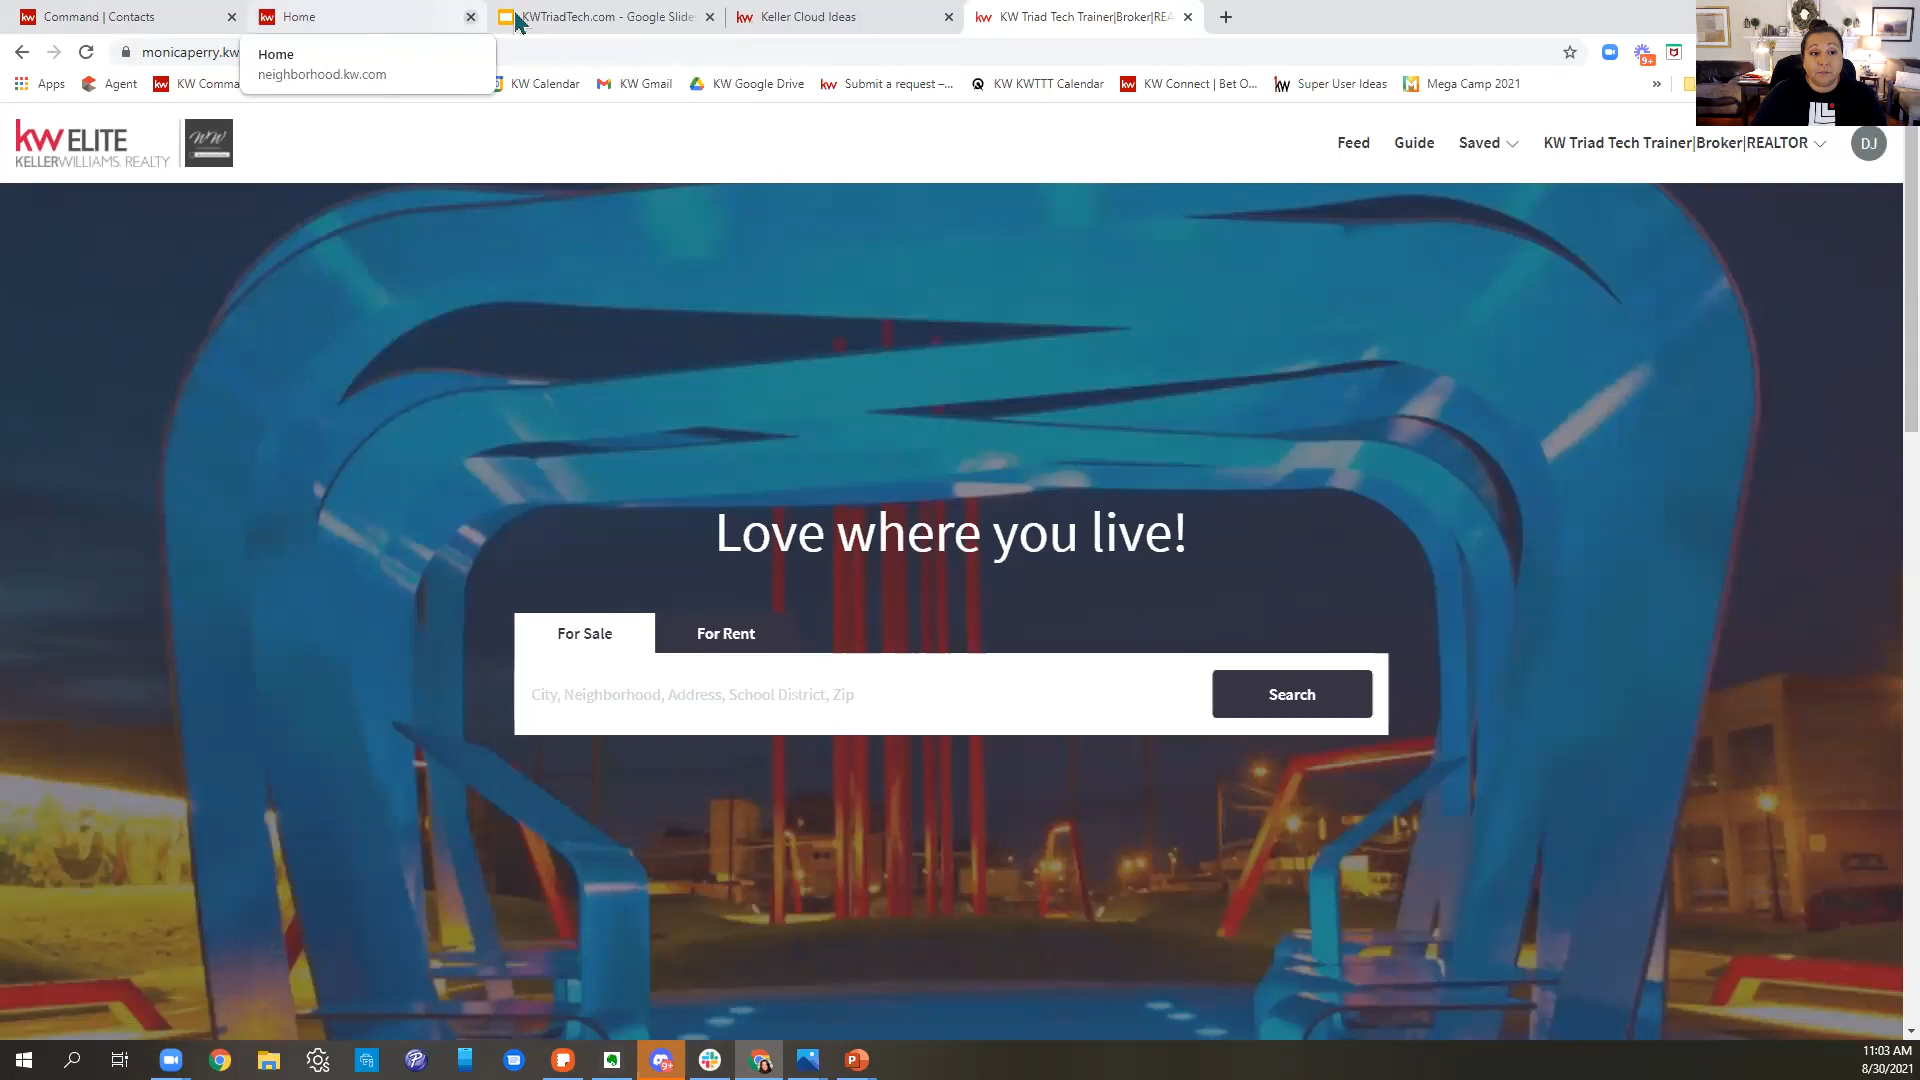 Command | Contacts
Home
KWTriadTech.com - Google Slide
Keller Cloud Ideas
KW Triad Tech Trainer|Broker|REA
monicaperry.kw
Home
neighborhood.kw.com
9+
Apps
Agent
KW Comma
KW Calendar
KW Gmail
KW Google Drive
Submit a request –...
KW KWTTT Calendar
KW Connect | Bet O...
Super User Ideas
Mega Camp 2021
kw ELITE
KELLERWILLIAMS. REALTY
Feed
Guide
Saved
KW Triad Tech Trainer|Broker|REALTOR
DJ
Love where you live!
For Sale
For Rent
City, Neighborhood, Address, School District, Zip
Search
9+
11:03 AM
8/30/2021